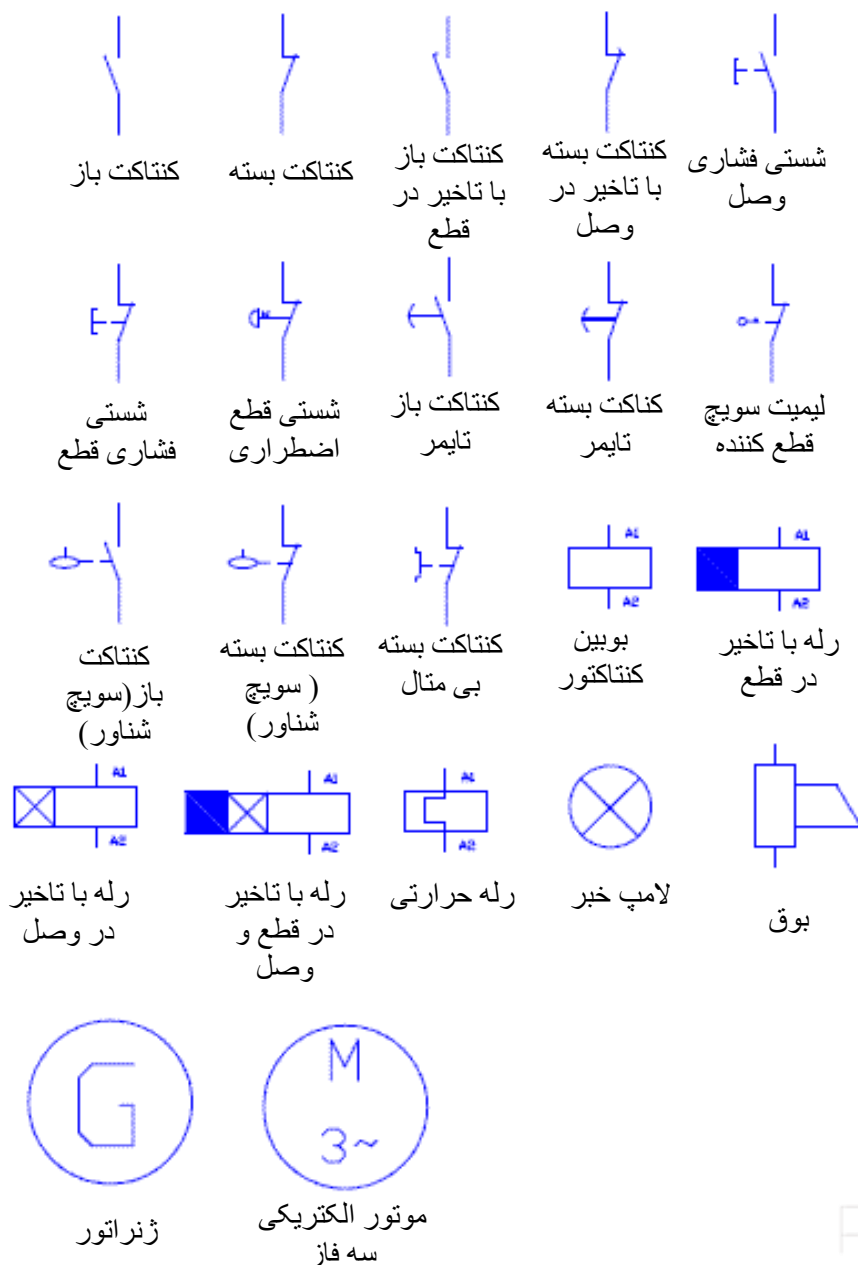 کنتاکت باز
کنتاکت بسته
کنتاکت باز
با تاخیر در
قطع
کنتاکت بسته
با تاخیر در
وصل
شستی فشاری
وصل
شستی
فشاری قطع
شستی قطع
اضطراری
کنتاکت باز
تایمر
کناکت بسته
تایمر
لیمیت سویچ
قطع کننده
کنتاکت
باز(سویچ
شناور)
کنتاکت بسته
( سویچ
شناور)
کنتاکت بسته
بی متال
A1
A2
بوبین
کنتاکتور
A1
A2
رله با تاخیر
در قطع
A1
A2
رله با تاخیر
در وصل
A1
A2
رله با تاخیر
در قطع و
وصل
A1
A2
رله حرارتی
لامپ خبر
بوق
G
ژنراتور
M
3~
موتور الکتریکی
سه فاز